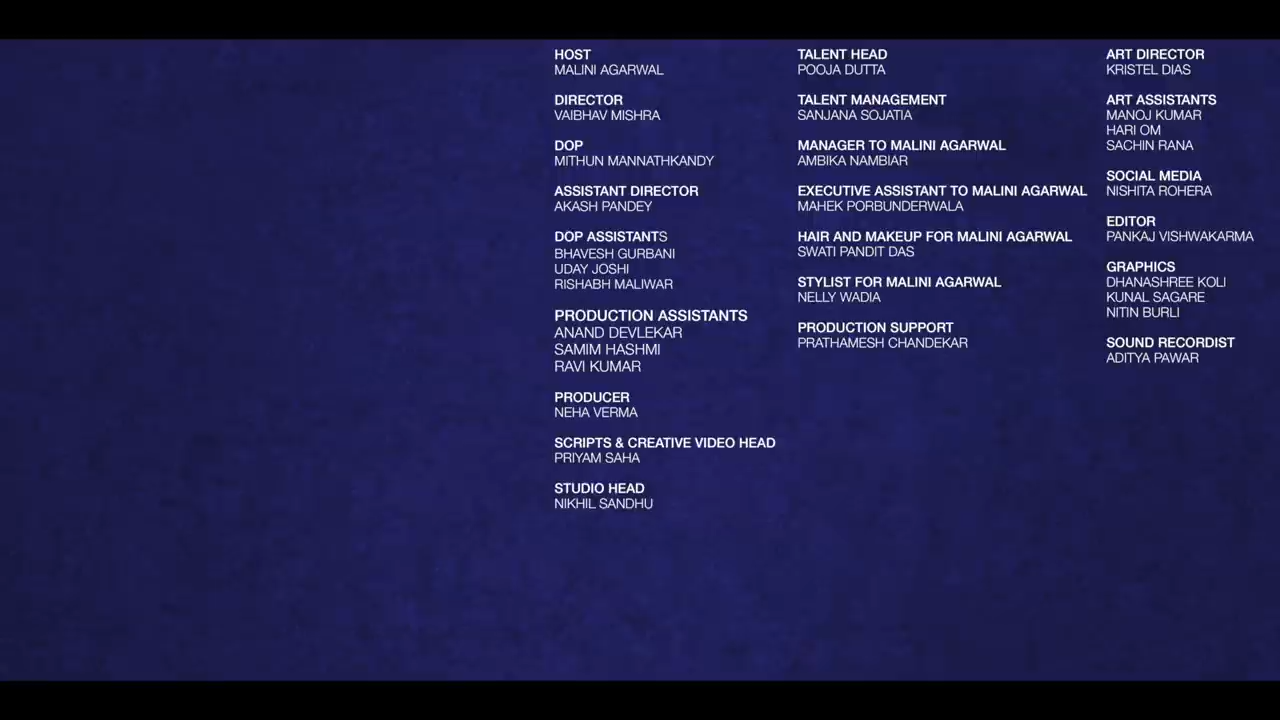 HOST
MALINI AGARWAL
DIRECTOR
VAIBHAV MISHRA
DOP
MITHUN MANNATHKANDY
ASSISTANT DIRECTOR
AKASH PANDEY
DOP ASSISTANTS
BHAVESH GURBANI
UDAY JOSHI
RISHABH MALIWAR
PRODUCTION ASSISTANTS
ANAND DEVLEKAR
SAMIM HASHMI
RAVI KUMAR
PRODUCER
NEHA VERMA
SCRIPTS & CREATIVE VIDEO HEAD
PRIYAM SAHA
STUDIO HEAD
NIKHIL SANDHU
TALENT HEAD
POOJA DUTTA
TALENT MANAGEMENT
SANJANA SOJATIA
MANAGER TO MALINI AGARWAL
AMBIKA NAMBIAR
EXECUTIVE ASSISTANT TO MALINI AGARWAL
MAHEK PORBUNDERWALA
HAIR AND MAKEUP FOR MALINI AGARWAL
SWATI PANDIT DAS
STYLIST FOR MALINI AGARWAL
NELLY WADIA
PRODUCTION SUPPORT
PRATHAMESH CHANDEKAR
ART DIRECTOR
KRISTEL DIAS
ART ASSISTANTS
MANOJ KUMAR
HARI OM
SACHIN RANA
SOCIAL MEDIA
NISHITA ROHERA
EDITOR
PANKAJ VISHWAKARMA
GRAPHICS
DHANASHREE KOLI
KUNAL SAGARE
NITIN BURLI
SOUND RECORDIST
ADITYA PAWAR